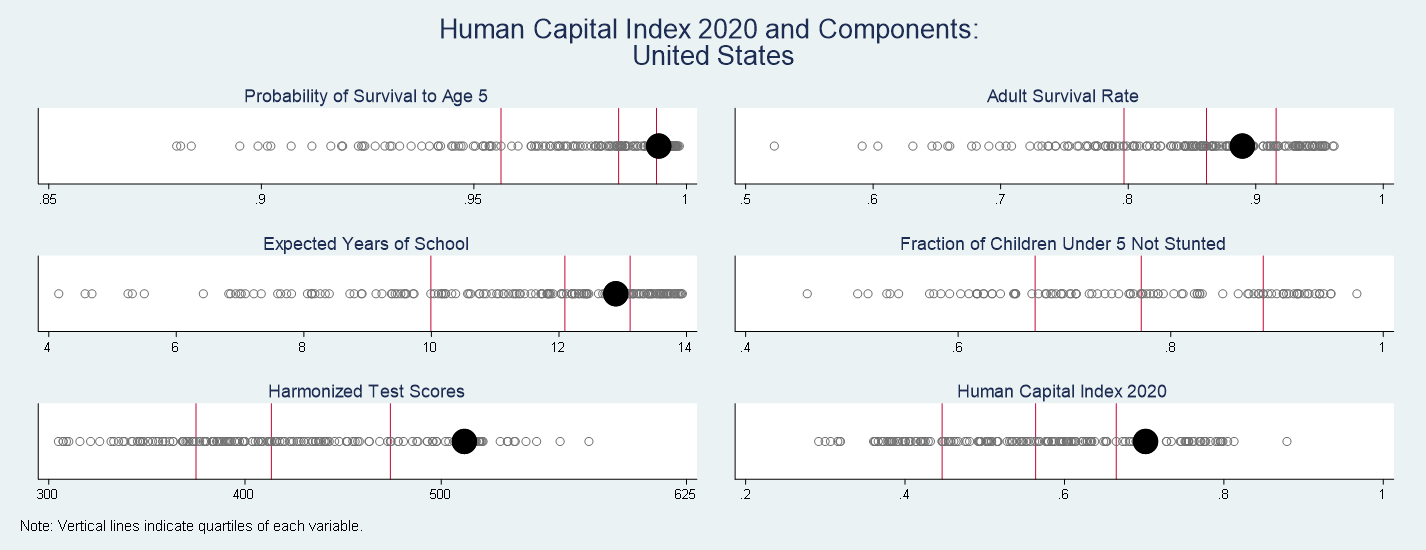 Human Capital Index 2020 and Components:
United States
Probability of Survival to Age 5
.85 .9 .95 1
Adult Survival Rate
.5 .6 .7 .8 .9 1
Expected Years of School
4 6 8 10 12 14
Fraction of Children Under 5 Not Stunted
.4 .6 .8 1
Harmonized Test Scores
300 400 500 625
Human Capital Index 2020
.2 .4 .6 .8 1
Note: Vertical lines indicate quartiles of each variable.